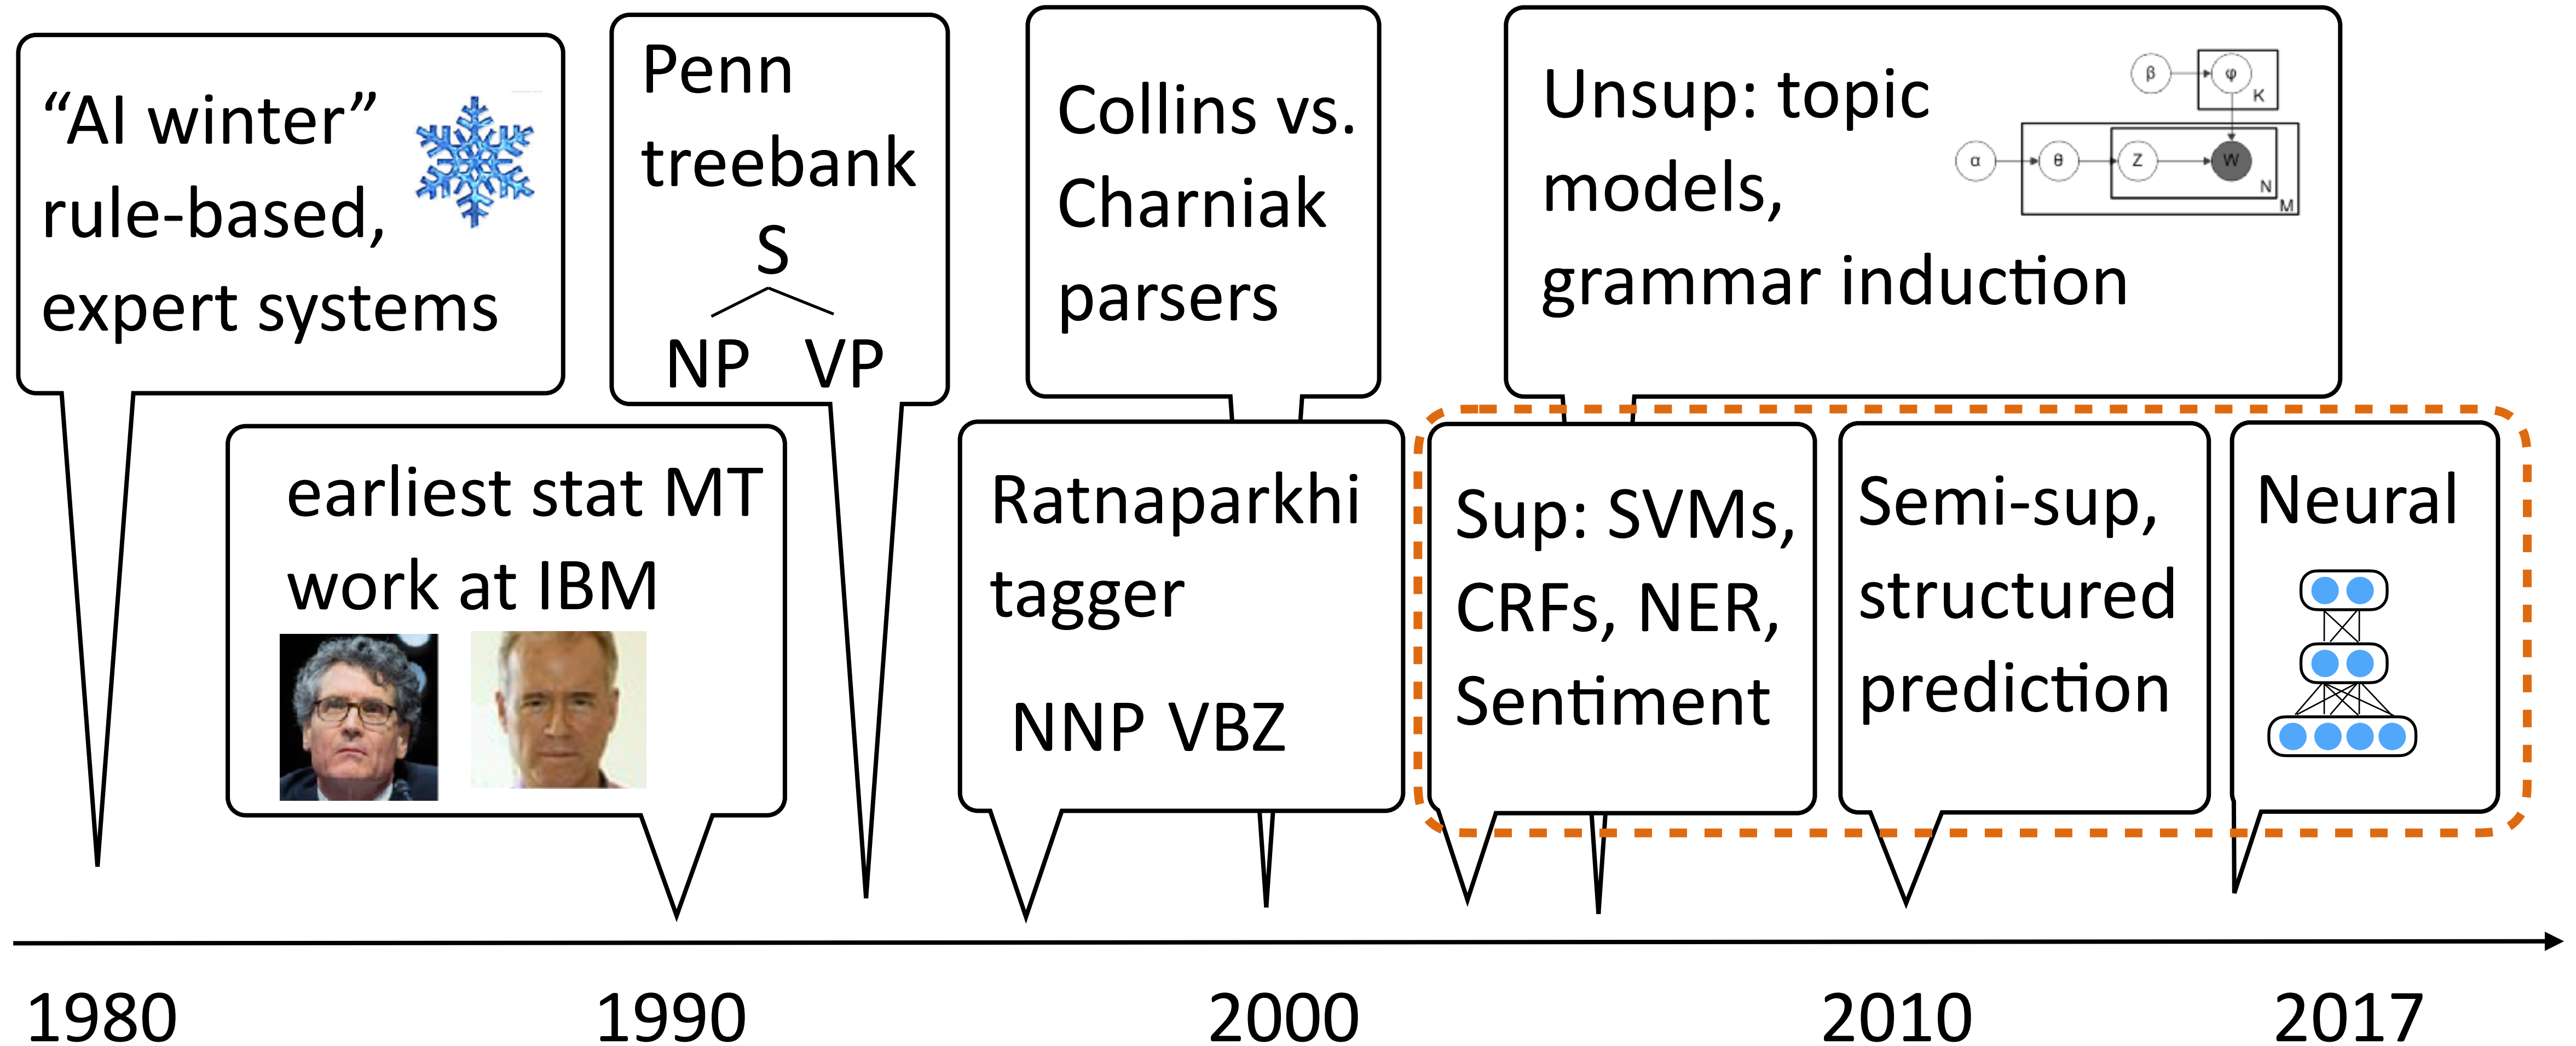 “AI winter”
rule-based,
expert systems
earliest stat MT
work at IBM
Penn
treebank
S
NP VP
Collins vs.
Charniak
parsers
Ratnaparkhi
tagger
NNP VBZ
Unsup: topic
models,
grammar induction
β φ
K
α θ Z W
N
M
Sup: SVMs,
CRFs, NER,
Sentiment
Semi-sup,
structured
prediction
Neural
1980 1990 2000 2010 2017